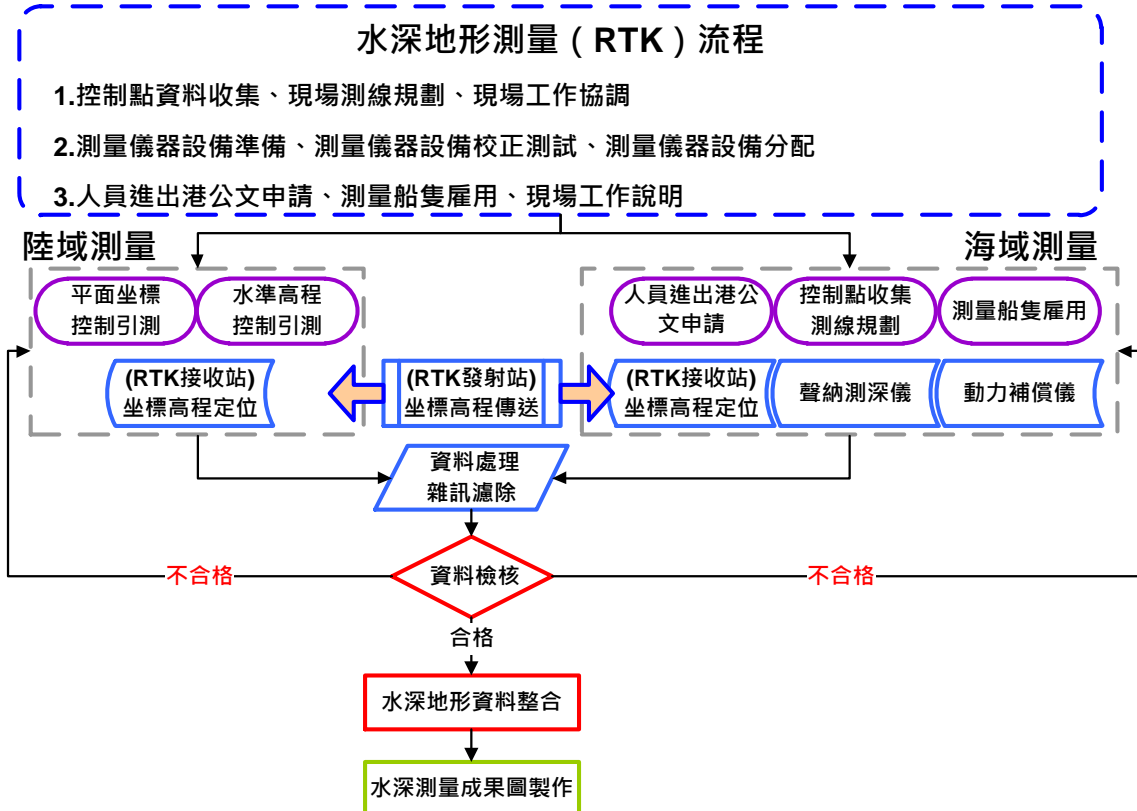 水深地形測量（RTK）流程
1.控制點資料收集、現場測線規劃、現場工作協調
2.測量儀器設備準備、測量儀器設備校正測試、測量儀器設備分配
3.人員進出港公文申請、測量船隻雇用、現場工作說明
陸域測量
海域測量
平面坐標
控制引測
水準高程
控制引測
人員進出港公
文申請
控制點收集
測線規劃
測量船隻雇用
(RTK接收站)
坐標高程定位
(RTK發射站)
坐標高程傳送
(RTK接收站)
坐標高程定位
聲納測深儀
動力補償儀
資料處理
雜訊濾除
不合格
資料檢核
不合格
合格
水深地形資料整合
水深測量成果圖製作